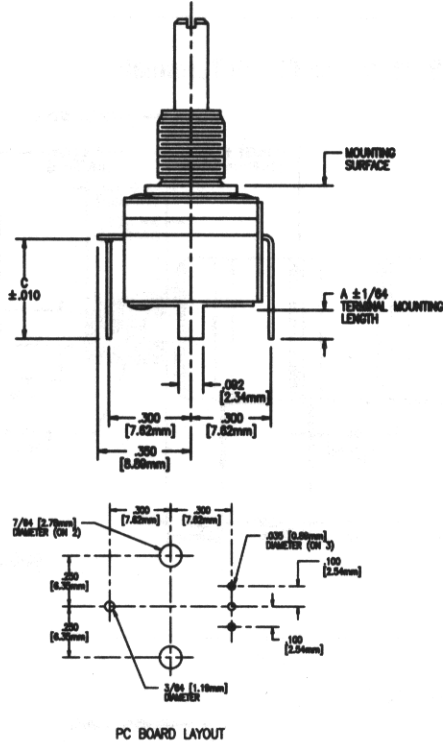 MOUNTING
SURFACE
C
±.010
A ±1/64
TERMINAL MOUNTING
LENGTH
.092
[2.34mm]
.300
[7.62mm]
.300
[7.62mm]
.350
[8.89mm]
.300
[7.62mm]
.300
[7.62mm]
7/64 [2.78mm]
DIAMETER (ON 2)
.035 [0.89mm]
DIAMETER (ON 3)
.100
[2.54mm]
.250
[6.35mm]
.250
[6.35mm]
.100
[2.54mm]
3/64 [1.19mm]
DIAMETER
PC BOARD LAYOUT